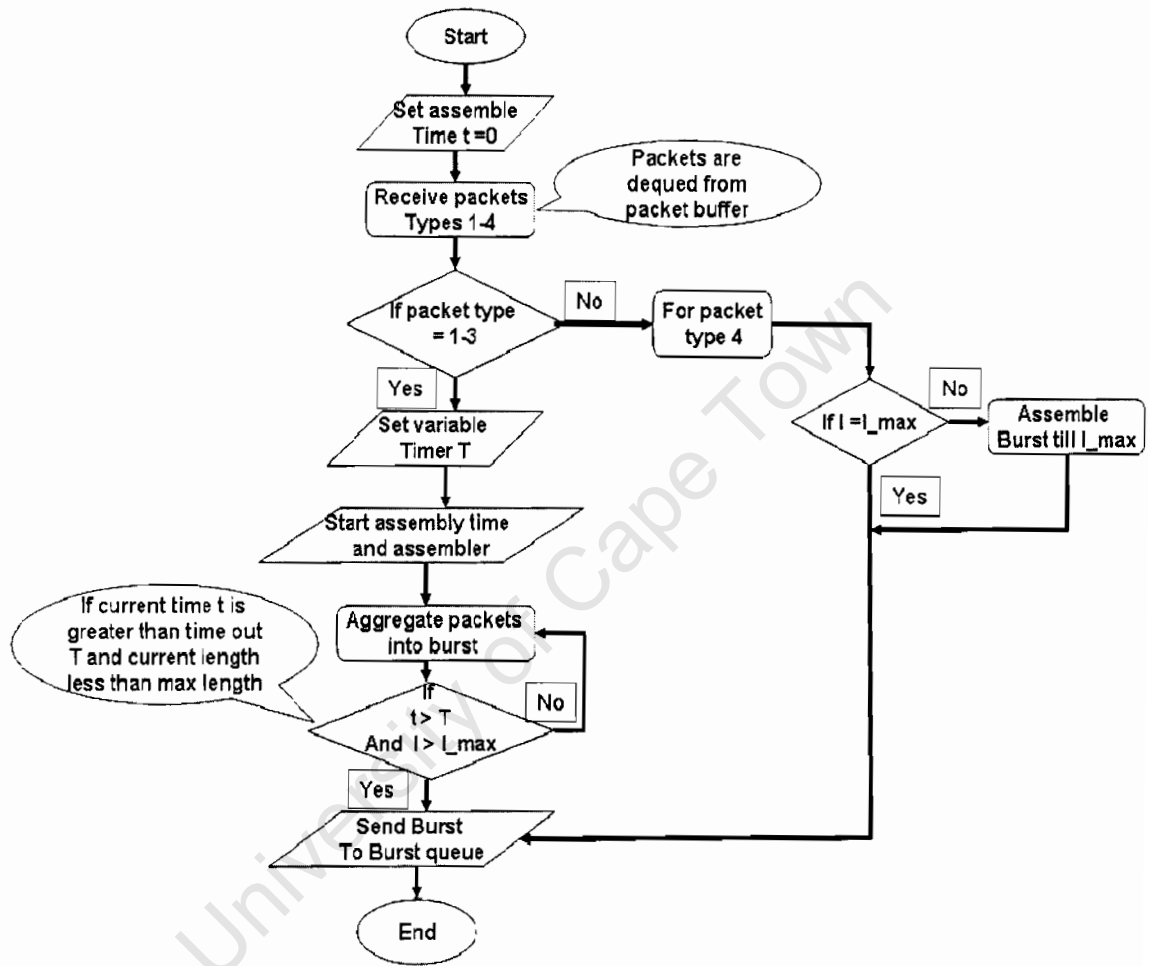 Start
Set assemble
Time t =0
Receive packets
Types 1-4
Packets are
dequed from
packet buffer
If packet type
= 1-3
No
For packet
type 4
Yes
Set variable
Timer T
If l =l_max
No
Assemble
Burst till l_max
Yes
Start assembly time
and assembler
If current time t is
greater than time out
T and current length
less than max length
Aggregate packets
into burst
If
t > T
And l > l_max
No
Yes
Send Burst
To Burst queue
End
University of Cape Town